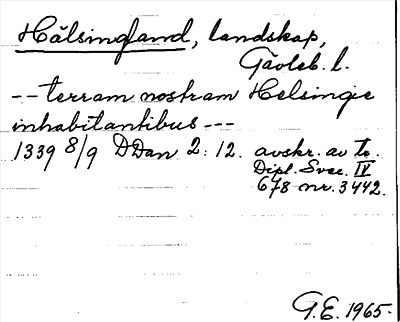 Hälsingland, landskap,
Gävleb. l.
-- terram nostram Helsingie
inhabitantibus ---
1339 8/9 DDan 2: 12. avskr. av tr.
Dipl. Svec. IV
678 nr. 3442.
G.E. 1965.